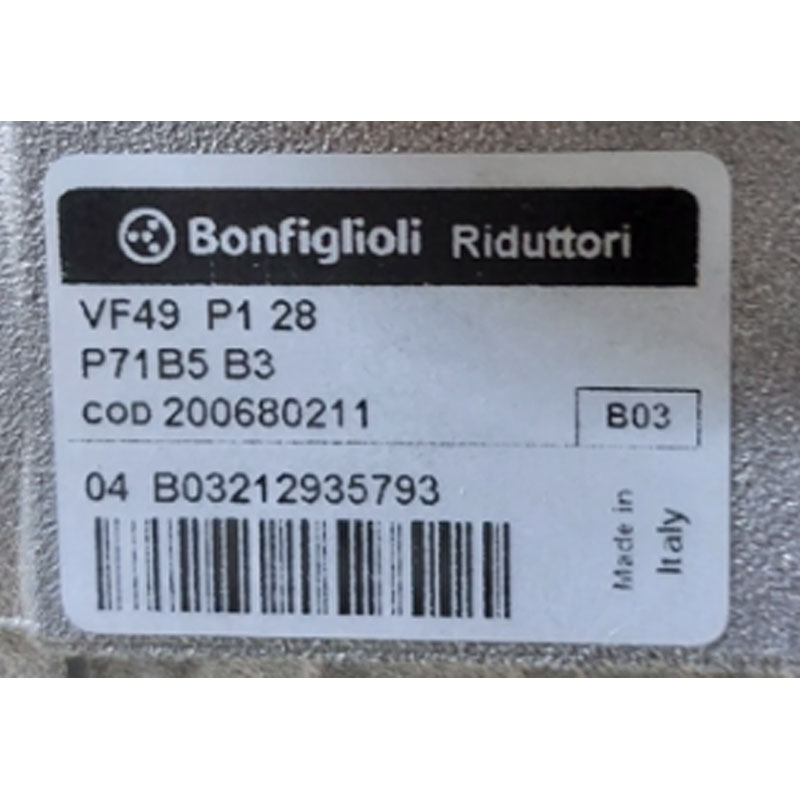 Bonfiglioli Riduttori
VF49 P1 28
P71B5 B3
COD 200680211
B03
04 B03212935793
Made in
Italy